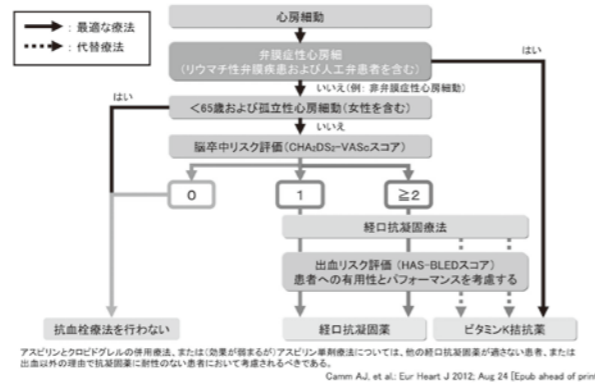 ：最適な療法
：代替療法
心房細動
弁膜症性心房細
(リウマチ性弁膜疾患および人工弁患者を含む)
はい
いいえ(例：非弁膜症性心房細動)
はい
＜65歳および孤立性心房細動(女性を含む)
いいえ
脳卒中リスク評価(CHA₂DS₂-VAScスコア)
0
1
≧2
経口抗凝固療法
出血リスク評価 (HAS-BLEDスコア)
患者への有用性とパフォーマンスを考慮する
抗血栓療法を行わない
経口抗凝固薬
ビタミンK拮抗薬
アスピリンとクロピドグレルの併用療法、または(効果が弱まるが)アスピリン単剤療法については、他の経口抗凝固薬が適さない患者、または
出血以外の理由で抗凝固薬に耐性のない患者において考慮されるべきである。
Camm AJ, et al.: Eur Heart J 2012; Aug 24 [Epub ahead of print